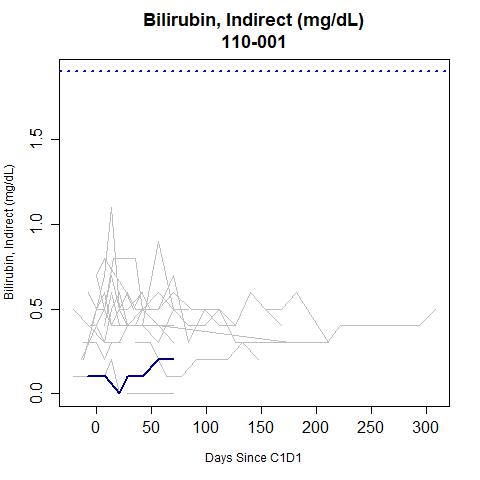 Bilirubin, Indirect (mg/dL)
110-001
Bilirubin, Indirect (mg/dL)
1.5
1.0
0.5
0.0
0 50 100 150 200 250 300
Days Since C1D1